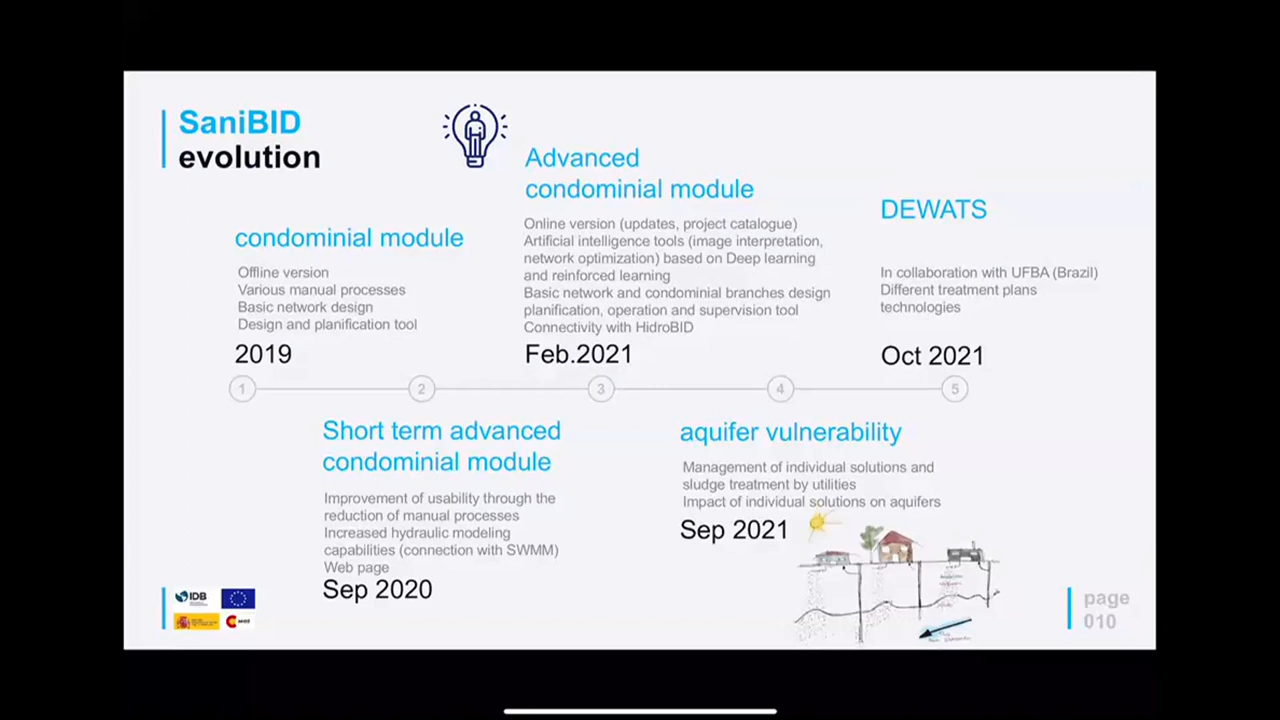 SaniBID
evolution
condominial module
Offline version
Various manual processes
Basic network design
Design and planification tool
2019
Advanced
condominial module
Online version (updates, project catalogue)
Artificial intelligence tools (image interpretation,
network optimization) based on Deep learning
and reinforced learning
Basic network and condominial branches design
planification, operation and supervision tool
Connectivity with HidroBID
Feb.2021
DEWATS
In collaboration with UFBA (Brazil)
Different treatment plans
technologies
Oct 2021
1
2
3
4
5
Short term advanced
condominial module
Improvement of usability through the
reduction of manual processes
Increased hydraulic modeling
capabilities (connection with SWMM)
Web page
Sep 2020
aquifer vulnerability
Management of individual solutions and
sludge treatment by utilities
Impact of individual solutions on aquifers
Sep 2021
IDB
page
010